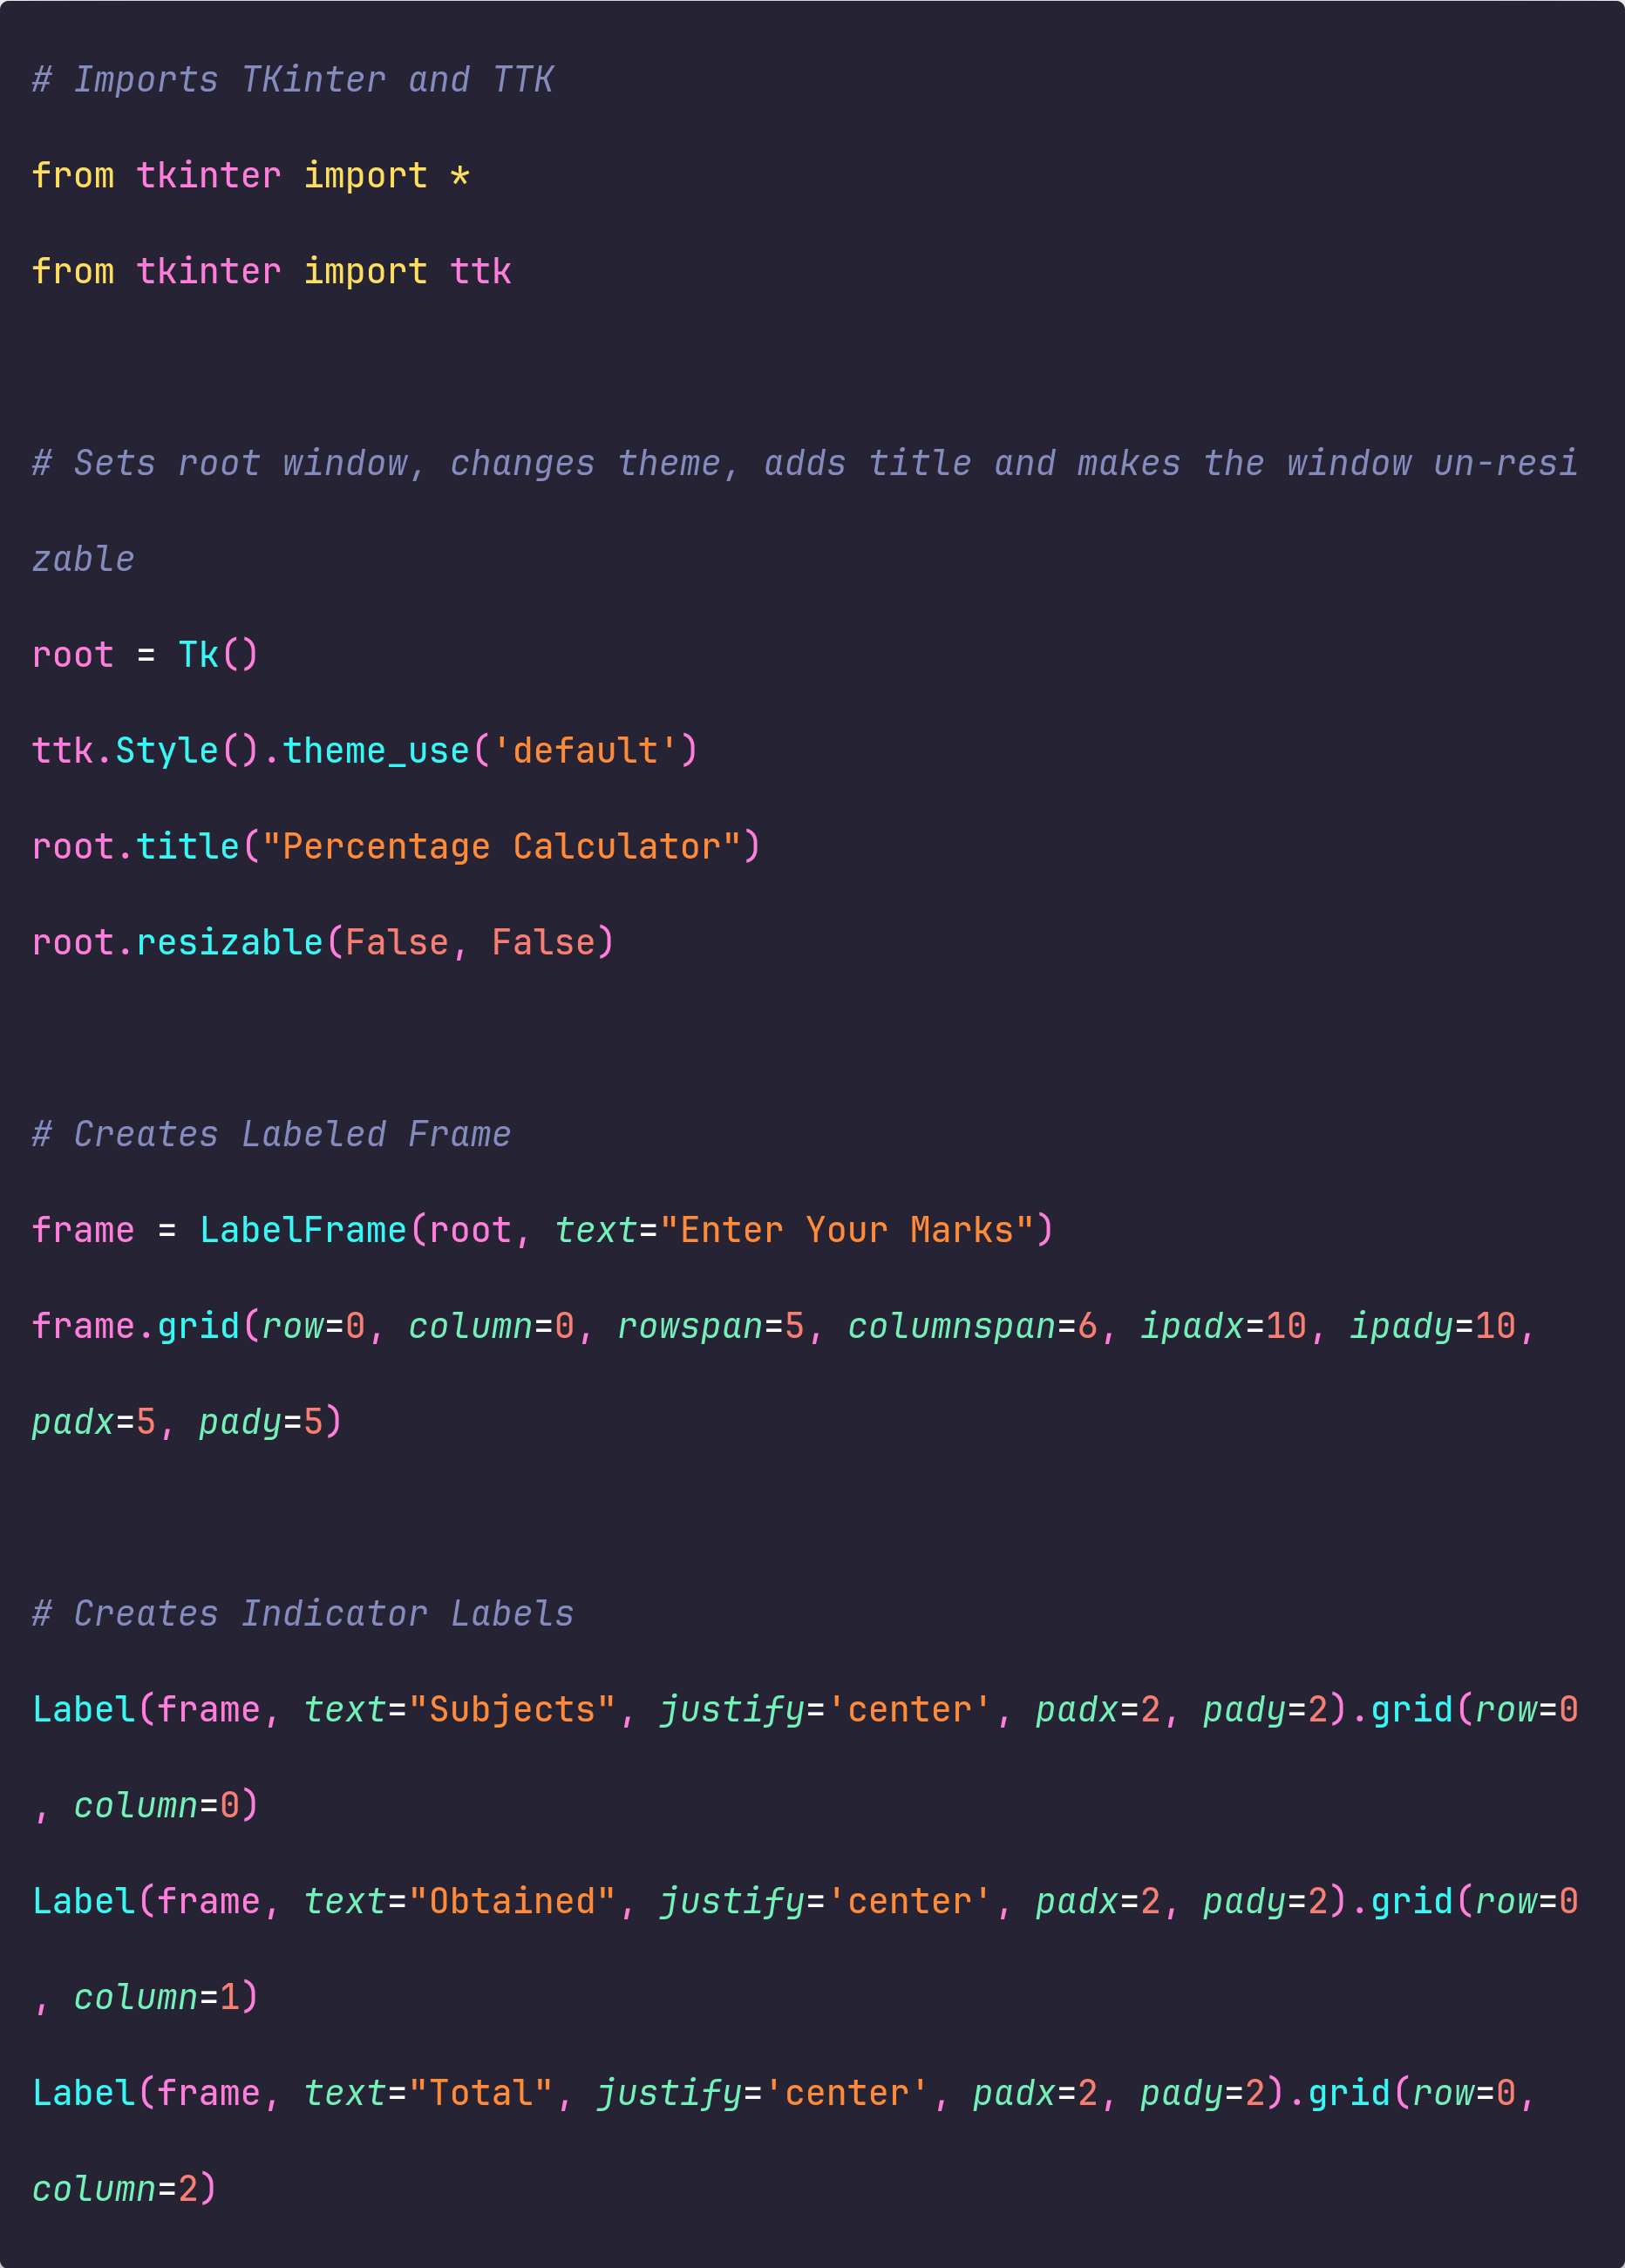 # Imports TKinter and TTK
from tkinter import *
from tkinter import ttk
# Sets root window, changes theme, adds title and makes the window un-resi
zable
root = Tk()
ttk.Style().theme_use('default')
root.title("Percentage Calculator")
root.resizable(False, False)
# Creates Labeled Frame
frame = LabelFrame(root, text="Enter Your Marks")
frame.grid(row=0, column=0, rowspan=5, columnspan=6, ipadx=10, ipady=10,
padx=5, pady=5)
# Creates Indicator Labels
Label(frame, text="Subjects", justify='center', padx=2, pady=2).grid(row=0
, column=0)
Label(frame, text="Obtained", justify='center', padx=2, pady=2).grid(row=0
, column=1)
Label(frame, text="Total", justify='center', padx=2, pady=2).grid(row=0,
column=2)